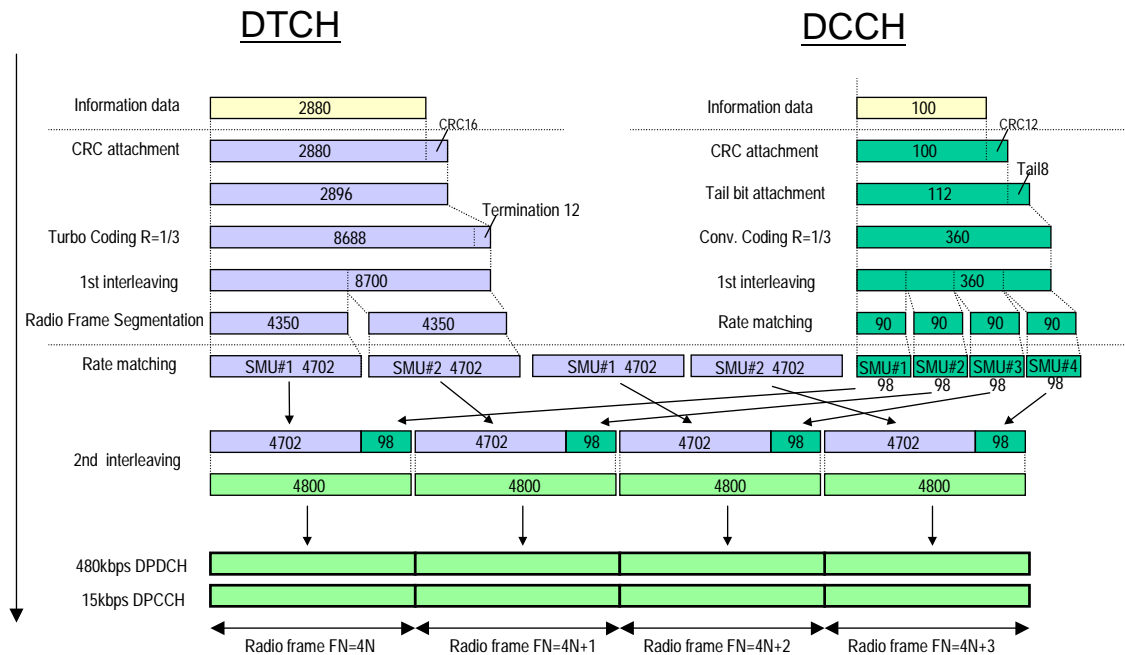 DTCH DCCH
Information data 2880 Information data 100
CRC16 CRC12
CRC attachment 2880 CRC attachment 100
Tail8
2896 Tail bit attachment 112
Termination 12
Turbo Coding R=1/3 8688 Conv. Coding R=1/3 360
1st interleaving 8700 1st interleaving 360
Radio Frame Segmentation 4350 4350 Rate matching 90 90 90 90
Rate matching SMU#1 4702 SMU#2 4702 SMU#1 4702 SMU#2 4702 SMU#1 SMU#2 SMU#3 SMU#4
98 98 98 98
4702 98 4702 98 4702 98 4702 98
2nd interleaving
4800 4800 4800 4800
480kbps DPDCH
15kbps DPCCH
Radio frame FN=4N Radio frame FN=4N+1 Radio frame FN=4N+2 Radio frame FN=4N+3